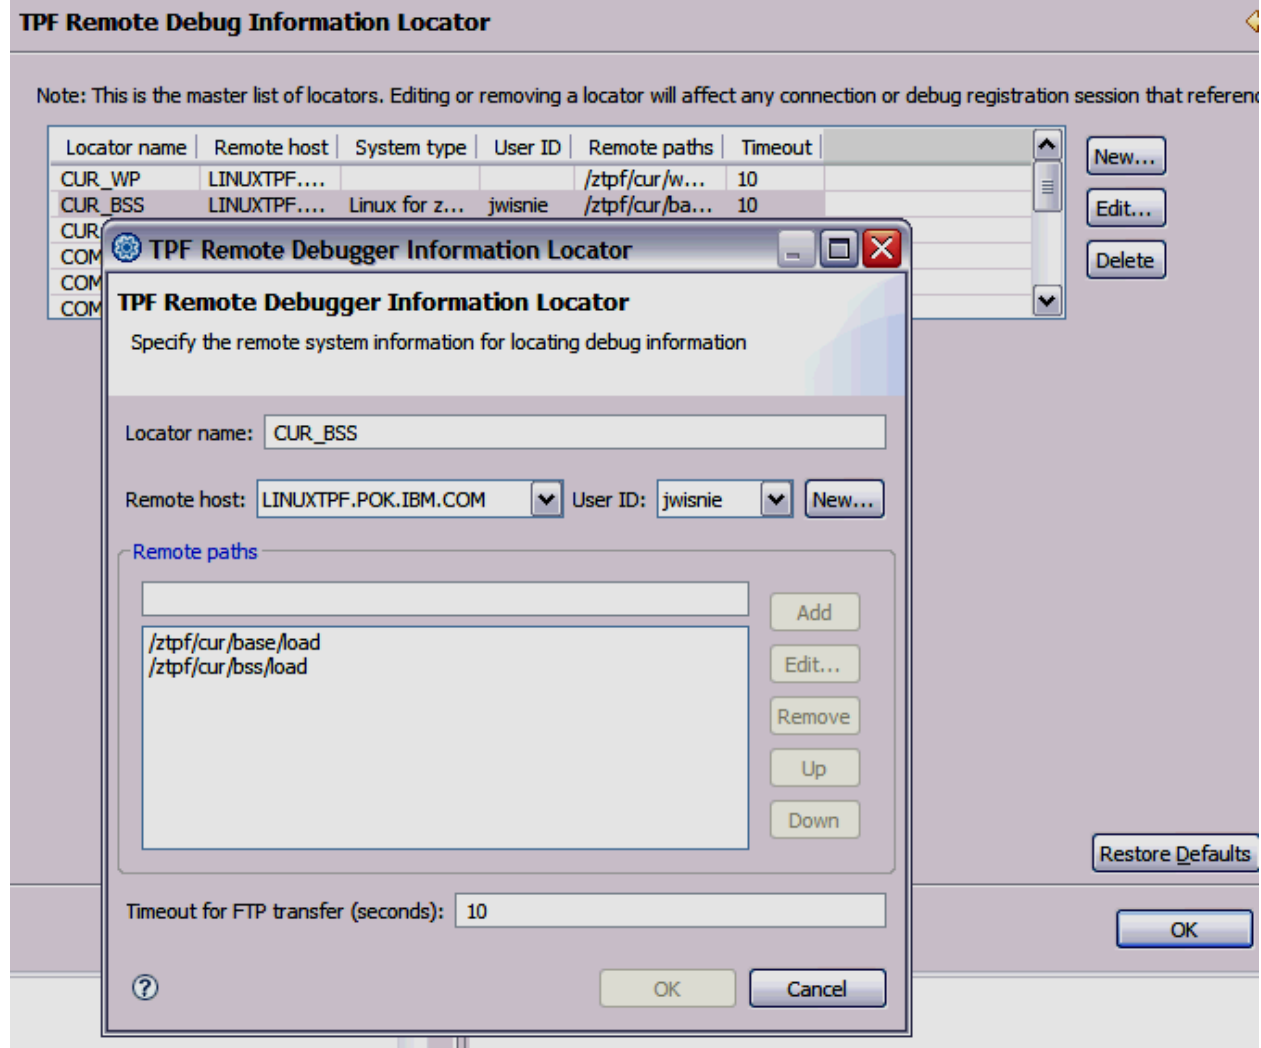 TPF Remote Debug Information Locator
Note: This is the master list of locators. Editing or removing a locator will affect any connection or debug registration session that
Locator name Remote host System type User ID Remote paths Timeout
CUR_WP LINUXTPF.... /ztpf/cur/w... 10
CUR_BSS LINUXTPF.... Linux for z... jwisnie /ztpf/cur/ba... 10
CUR
COM
COM
COM
New...
Edit...
Delete
TPF Remote Debugger Information Locator
TPF Remote Debugger Information Locator
Specify the remote system information for locating debug information
Locator name: CUR_BSS
Remote host: LINUXTPF.POK.IBM.COM User ID: jwisnie New...
Remote paths
/ztpf/cur/base/load
/ztpf/cur/bss/load
Add
Edit...
Remove
Up
Down
Timeout for FTP transfer (seconds): 10
OK Cancel
Restore Defaults
OK